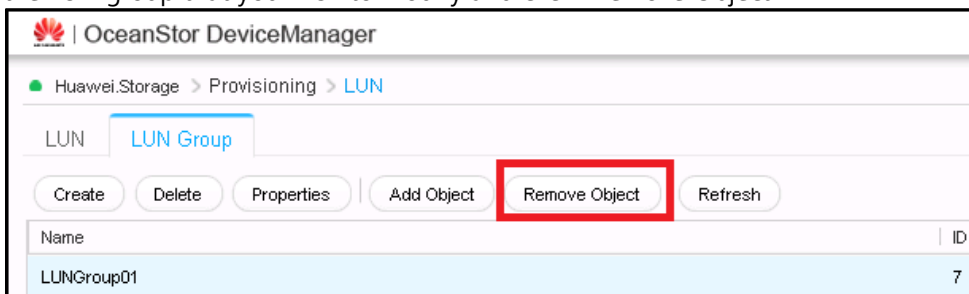 OceanStor DeviceManager
Huawei.Storage > Provisioning > LUN
LUN LUN Group
Create Delete Properties Add Object Remove Object Refresh
Name ID
LUNGroup01 7